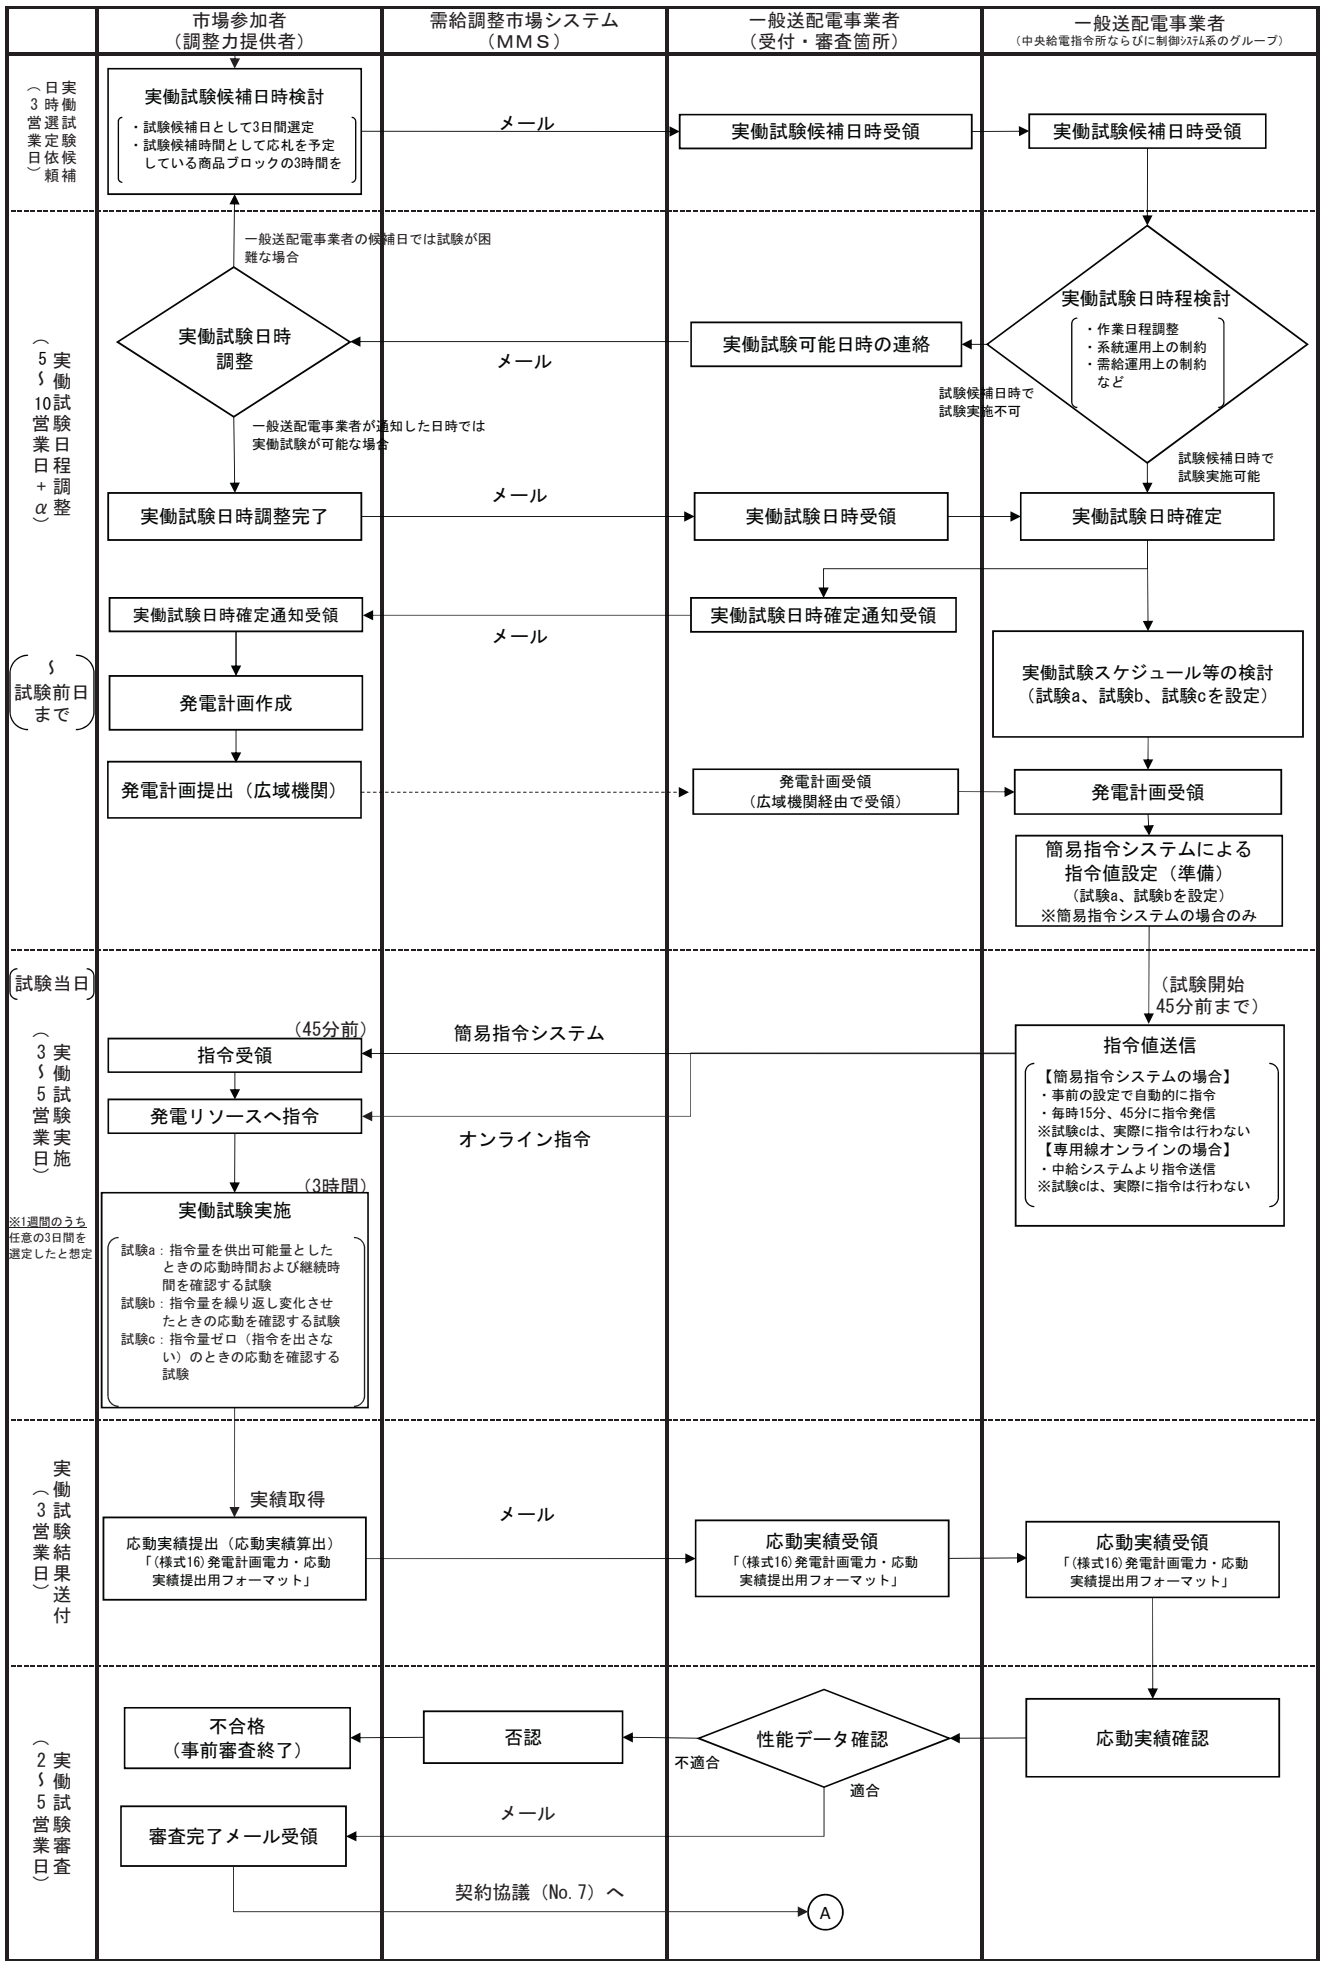 市場参加者
（調整力提供者）
需給調整市場システム
（ＭＭＳ）
一般送配電事業者
（受付・審査箇所）
一般送配電事業者
（中央給電指令所ならびに制御ｼｽﾃﾑ系のグループ）
実働試験候補
日時選定依頼
（3営業日）
実働試験候補日時検討
・試験候補日として3日間選定
・試験候補時間として応札を予定
している商品ブロックの3時間を
メール
実働試験候補日時受領
実働試験候補日時受領
実働試験日程調整
（5～10営業日+α）
一般送配電事業者の候補日では試験が困
難な場合
実働試験日時
調整
メール
実働試験可能日時の連絡
実働試験日時程検討
・作業日程調整
・系統運用上の制約
・需給運用上の制約
など
試験候補日時で
試験実施不可
一般送配電事業者が通知した日時では
実働試験が可能な場合
試験候補日時で
試験実施可能
実働試験日時調整完了
メール
実働試験日時受領
実働試験日時確定
実働試験日時確定通知受領
メール
実働試験日時確定通知受領
～
試験前日
まで
実働試験スケジュール等の検討
（試験a、試験b、試験cを設定）
発電計画作成
発電計画提出（広域機関）
発電計画受領
（広域機関経由で受領）
発電計画受領
簡易指令システムによる
指令値設定（準備）
（試験a、試験bを設定）
※簡易指令システムの場合のみ
試験当日
実働試験実施
（3～5営業日）
※1週間のうち
任意の3日間を
選定したと想定
（試験開始
45分前まで）
（45分前）
指令受領
簡易指令システム
発電リソースへ指令
オンライン指令
指令値送信
【簡易指令システムの場合】
・事前の設定で自動的に指令
・毎時15分、45分に指令発信
※試験cは、実際に指令は行わない
【専用線オンラインの場合】
・中給システムより指令送信
※試験cは、実際に指令は行わない
（3時間）
実働試験実施
試験a：指令量を供出可能量とした
ときの応動時間および継続時
間を確認する試験
試験b：指令量を繰り返し変化させ
たときの応動を確認する試験
試験c：指令量ゼロ（指令を出さな
い）のときの応動を確認する
試験
実働試験結果送付
（3営業日）
実績取得
応動実績提出（応動実績算出）
「(様式16)発電計画電力・応動
実績提出用フォーマット」
メール
応動実績受領
「(様式16)発電計画電力・応動
実績提出用フォーマット」
応動実績受領
「(様式16)発電計画電力・応動
実績提出用フォーマット」
実働試験審査
（2～5営業日）
不合格
（事前審査終了）
否認
性能データ確認
応動実績確認
不適合
適合
審査完了メール受領
メール
契約協議（No.7）へ
A